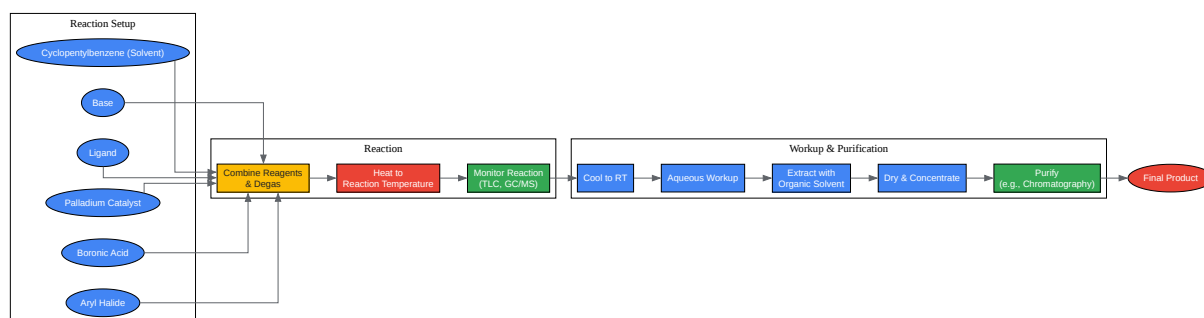 Reaction Setup
Cyclopentylbenzene (Solvent)
Base
Ligand
Palladium Catalyst
Boronic Acid
Aryl Halide
Reaction
Combine Reagents
& Degas
Heat to
Reaction Temperature
Monitor Reaction
(TLC, GC/MS)
Workup & Purification
Cool to RT
Aqueous Workup
Extract with
Organic Solvent
Dry & Concentrate
Purify
(e.g., Chromatography)
Final Product